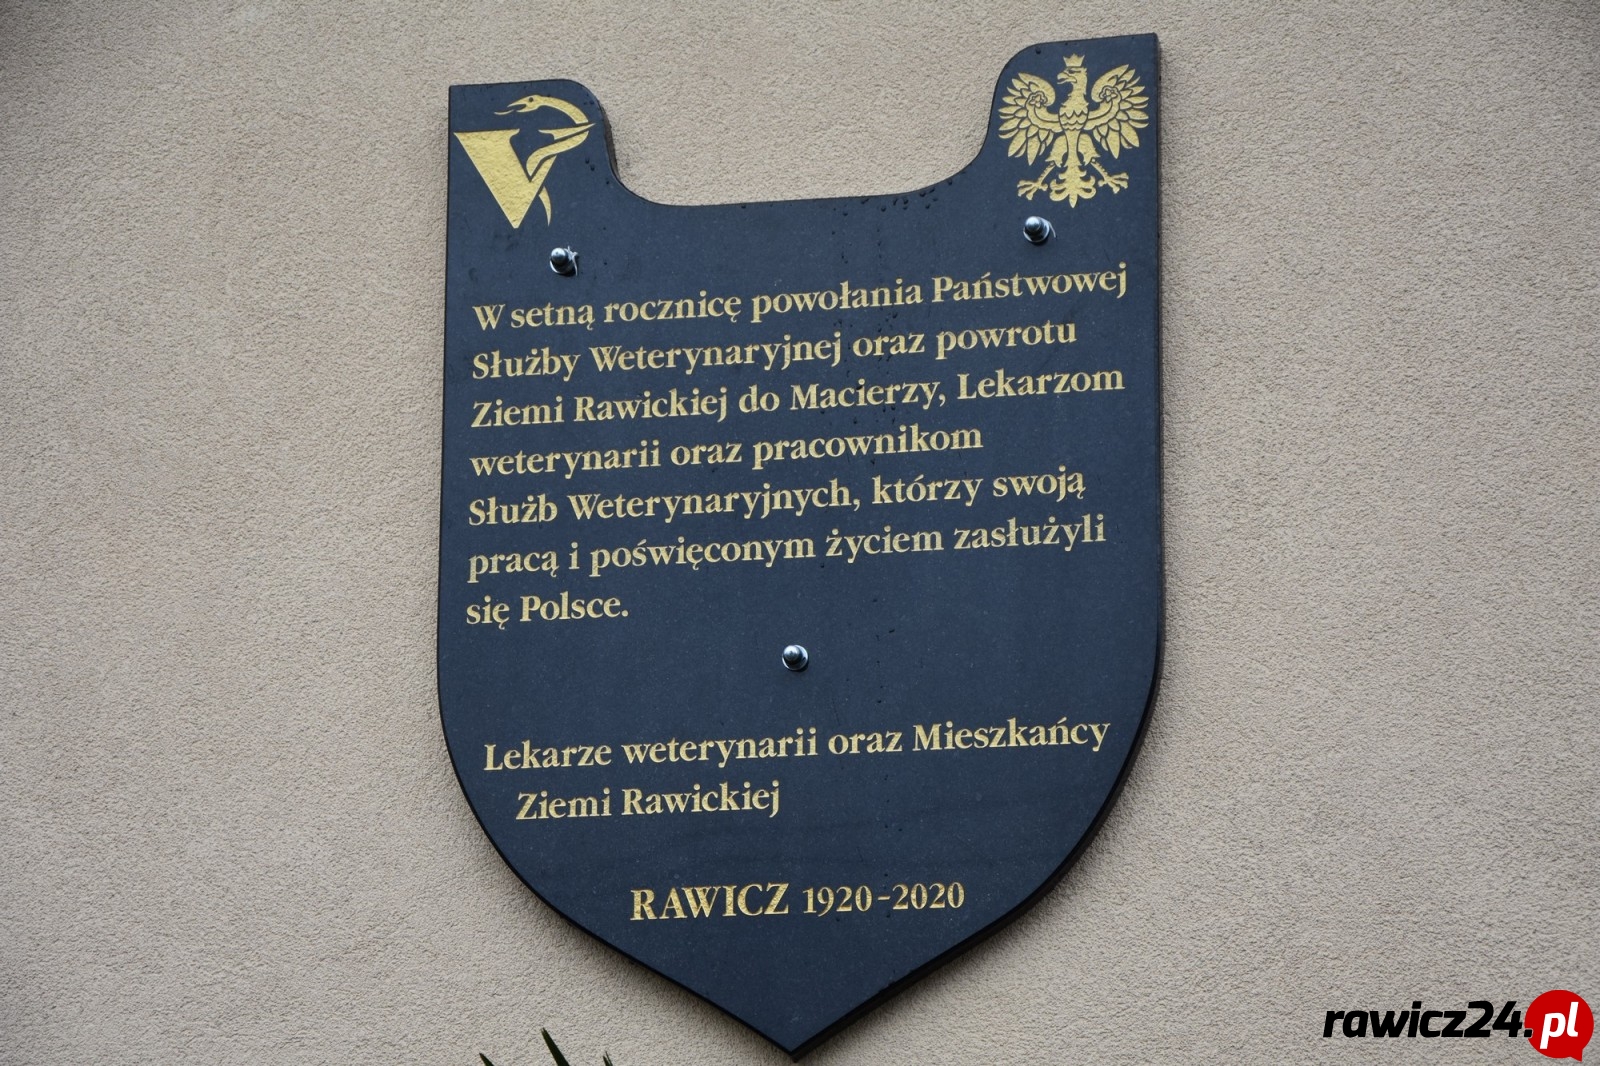 W setną rocznicę powołania Państwowej
Służby Weterynaryjnej oraz powrotu
Ziemi Rawickiej do Macierzy, Lekarzom
weterynarii oraz pracownikom
Służb Weterynaryjnych, którzy swoją
pracą i poświęconym życiem zasłużyli
się Polsce.
Lekarze weterynarii oraz Mieszkańcy
Ziemi Rawickiej
RAWICZ 1920-2020
rawicz24.pl